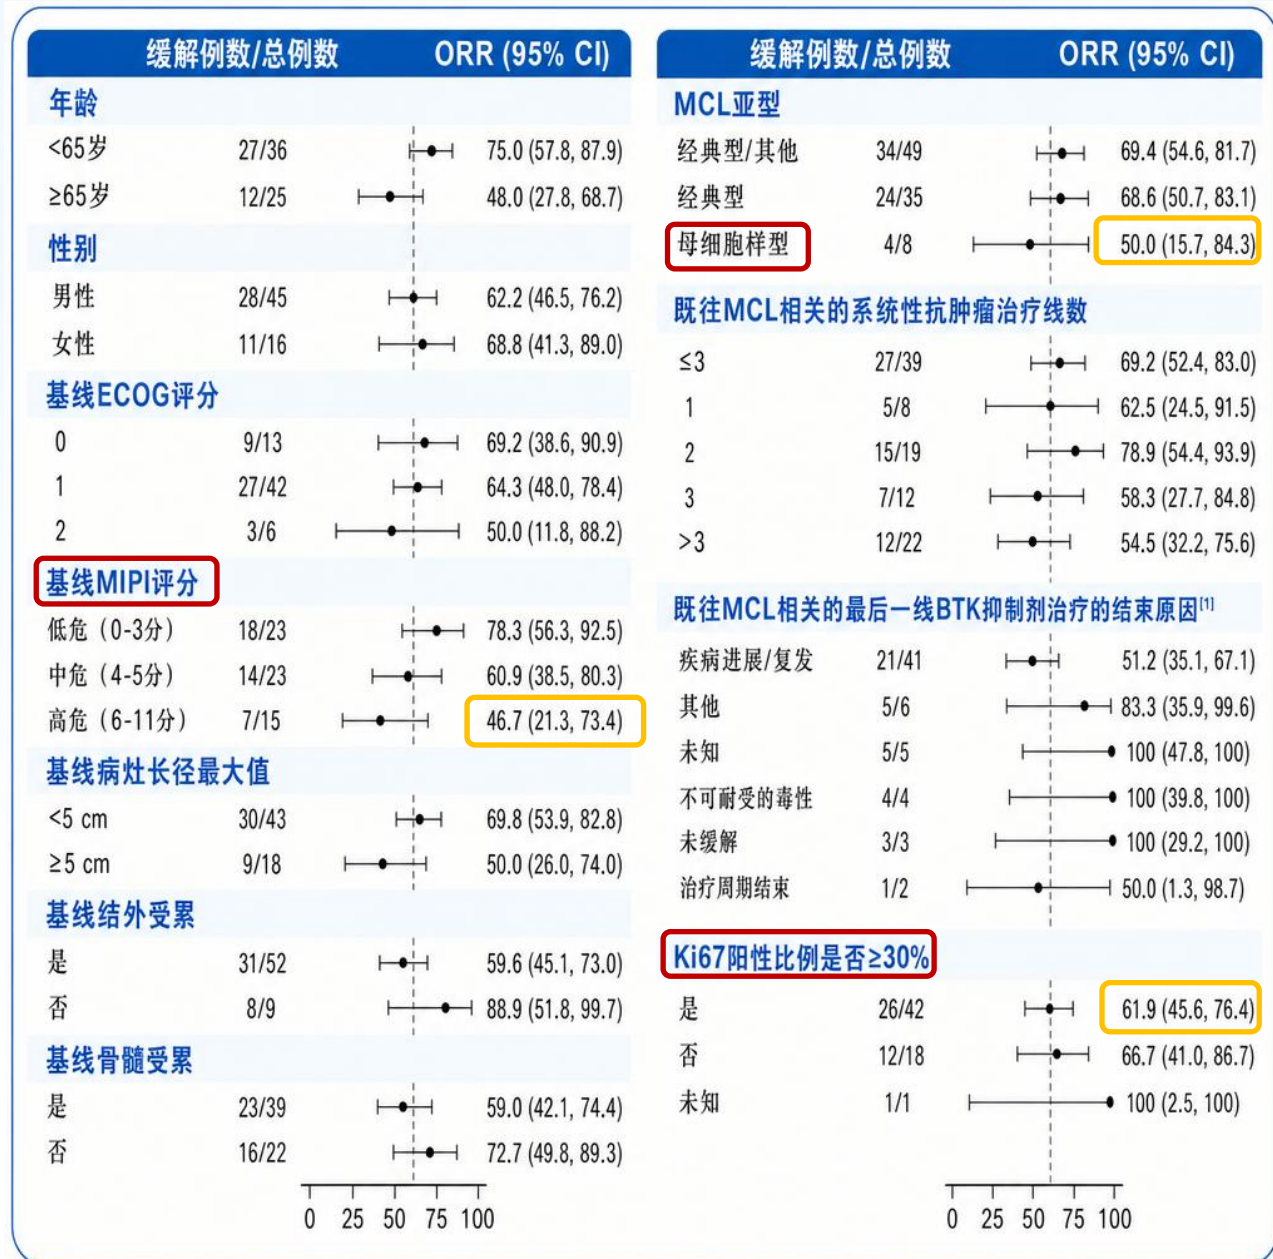 缓解例数/总例数 ORR (95% CI)
年龄
<65岁 27/36 75.0 (57.8, 87.9)
≥65岁 12/25 48.0 (27.8, 68.7)
性别
男性 28/45 62.2 (46.5, 76.2)
女性 11/16 68.8 (41.3, 89.0)
基线ECOG评分
0 9/13 69.2 (38.6, 90.9)
1 27/42 64.3 (48.0, 78.4)
2 3/6 50.0 (11.8, 88.2)
基线MIPI评分
低危（0-3分） 18/23 78.3 (56.3, 92.5)
中危（4-5分） 14/23 60.9 (38.5, 80.3)
高危（6-11分） 7/15 46.7 (21.3, 73.4)
基线病灶长径最大值
<5 cm 30/43 69.8 (53.9, 82.8)
≥5 cm 9/18 50.0 (26.0, 74.0)
基线结外受累
是 31/52 59.6 (45.1, 73.0)
否 8/9 88.9 (51.8, 99.7)
基线骨髓受累
是 23/39 59.0 (42.1, 74.4)
否 16/22 72.7 (49.8, 89.3)
0 25 50 75 100
缓解例数/总例数 ORR (95% CI)
MCL亚型
经典型/其他 34/49 69.4 (54.6, 81.7)
经典型 24/35 68.6 (50.7, 83.1)
母细胞样型 4/8 50.0 (15.7, 84.3)
既往MCL相关的系统性抗肿瘤治疗线数
≤3 27/39 69.2 (52.4, 83.0)
1 5/8 62.5 (24.5, 91.5)
2 15/19 78.9 (54.4, 93.9)
3 7/12 58.3 (27.7, 84.8)
>3 12/22 54.5 (32.2, 75.6)
既往MCL相关的最后一线BTK抑制剂治疗的结束原因[1]
疾病进展/复发 21/41 51.2 (35.1, 67.1)
其他 5/6 83.3 (35.9, 99.6)
未知 5/5 100 (47.8, 100)
不可耐受的毒性 4/4 100 (39.8, 100)
未缓解 3/3 100 (29.2, 100)
治疗周期结束 1/2 50.0 (1.3, 98.7)
Ki67阳性比例是否≥30%
是 26/42 61.9 (45.6, 76.4)
否 12/18 66.7 (41.0, 86.7)
未知 1/1 100 (2.5, 100)
0 25 50 75 100